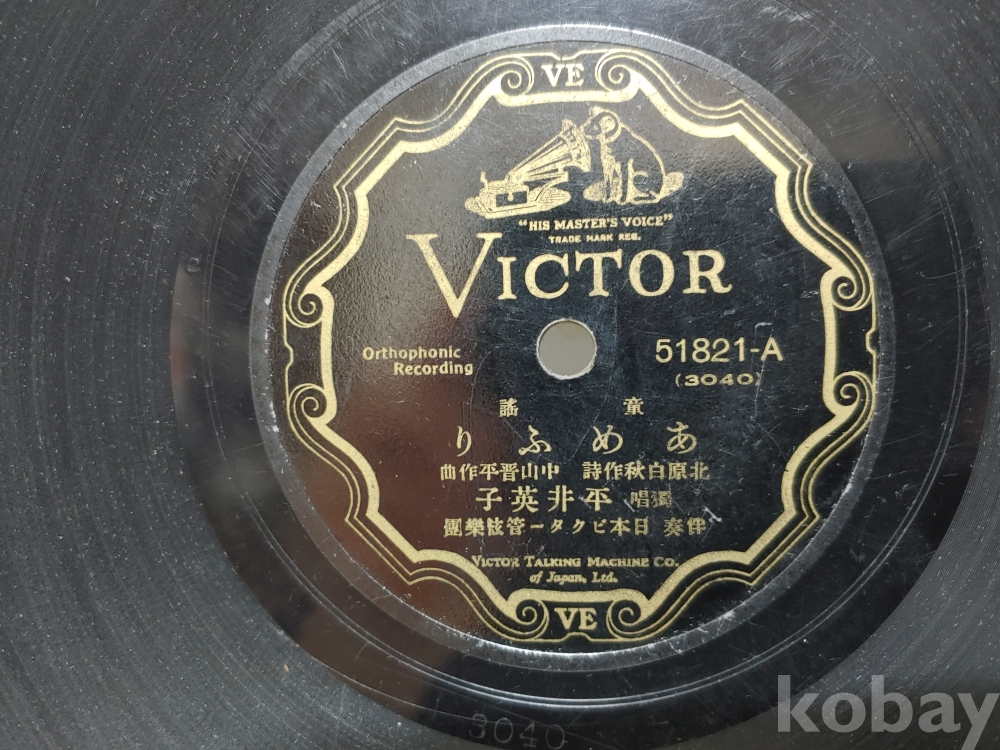 VE
"HIS MASTER'S VOICE"
TRADE MARK REG.
VICTOR
Orthophonic
Recording
51821-A
(3040)
童謠
あめふり
北原白秋作詩 中山晋平作曲
獨唱 平井英子
伴奏 日本ビクター管絃樂團
VICTOR TALKING MACHINE CO.
of Japan, Ltd.
VE
3040
kobay